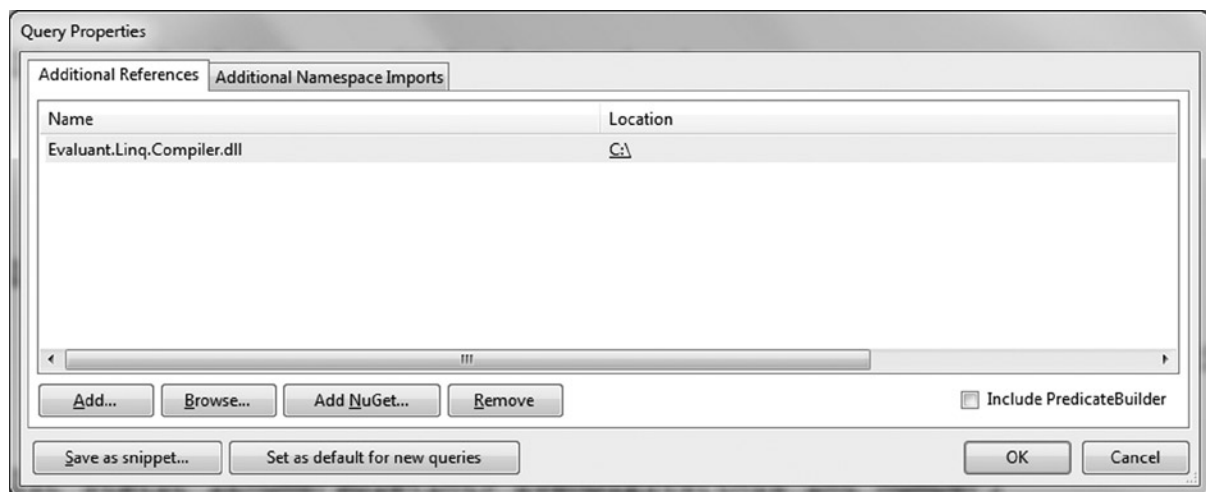 Query Properties
Additional References Additional Namespace Imports
Name Location
Evaluant.Linq.Compiler.dll C:\
Add... Browse... Add NuGet... Remove Include PredicateBuilder
Save as snippet... Set as default for new queries OK Cancel